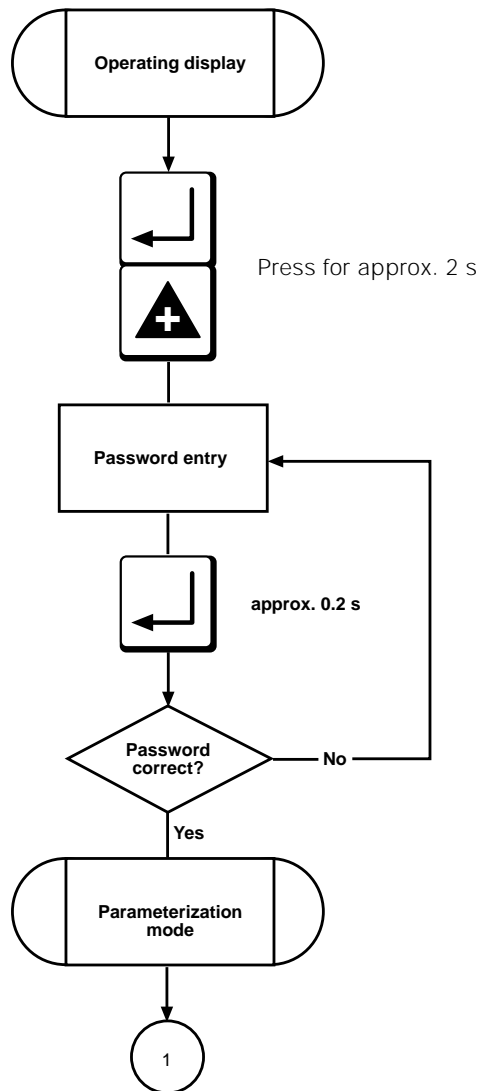 Operating display
Press for approx. 2 s
+
Password entry
approx. 0.2 s
Password
correct?
No
Yes
Parameterization
mode
1